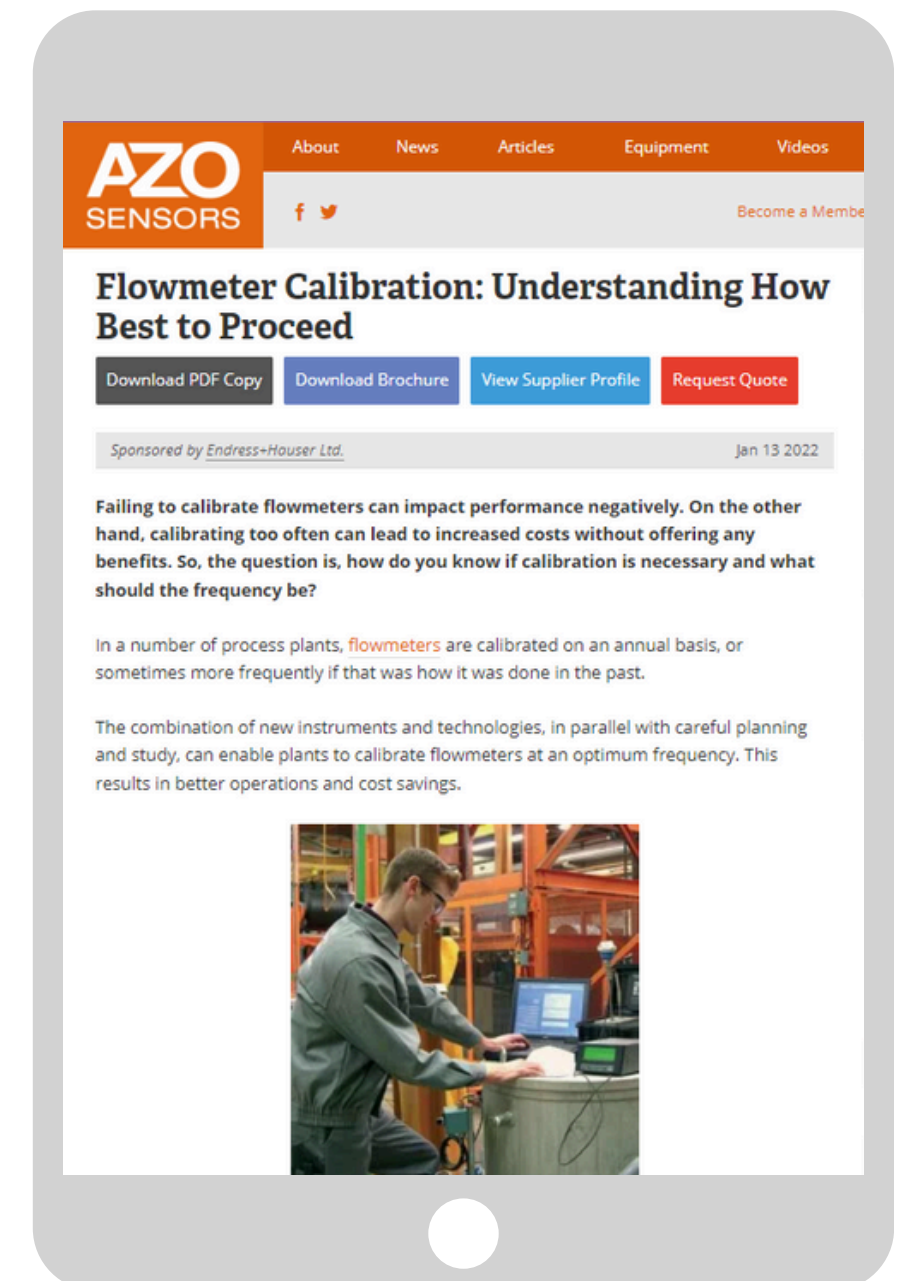 AZO
SENSORS
About News Articles Equipment Videos
f
Become a Membe
Flowmeter Calibration: Understanding How
Best to Proceed
Download PDF Copy Download Brochure View Supplier Profile Request Quote
Sponsored by Endress+Hauser Ltd. Jan 13 2022
Failing to calibrate flowmeters can impact performance negatively. On the other
hand, calibrating too often can lead to increased costs without offering any
benefits. So, the question is, how do you know if calibration is necessary and what
should the frequency be?
In a number of process plants, flowmeters are calibrated on an annual basis, or
sometimes more frequently if that was how it was done in the past.
The combination of new instruments and technologies, in parallel with careful planning
and study, can enable plants to calibrate flowmeters at an optimum frequency. This
results in better operations and cost savings.